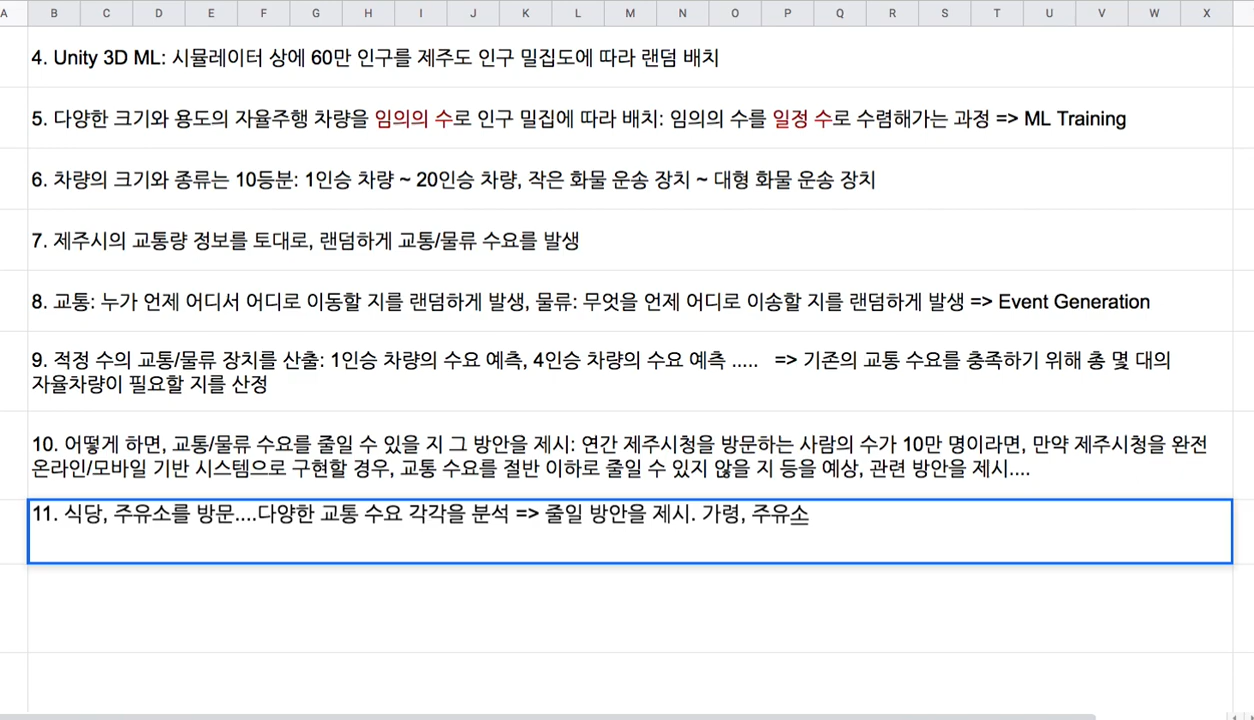 A B C D E F G H I J K L M N O P Q R S T U V W X
4. Unity 3D ML: 시뮬레이터 상에 60만 인구를 제주도 인구 밀집도에 따라 랜덤 배치
5. 다양한 크기와 용도의 자율주행 차량을 임의의 수로 인구 밀집에 따라 배치: 임의의 수를 일정 수로 수렴해가는 과정 => ML Training
6. 차량의 크기와 종류는 10등분: 1인승 차량 ~ 20인승 차량, 작은 화물 운송 장치 ~ 대형 화물 운송 장치
7. 제주시의 교통량 정보를 토대로, 랜덤하게 교통/물류 수요를 발생
8. 교통: 누가 언제 어디서 어디로 이동할 지를 랜덤하게 발생, 물류: 무엇을 언제 어디로 이송할 지를 랜덤하게 발생 => Event Generation
9. 적정 수의 교통/물류 장치를 산출: 1인승 차량의 수요 예측, 4인승 차량의 수요 예측 ..... => 기존의 교통 수요를 충족하기 위해 총 몇 대의
자율차량이 필요할 지를 산정
10. 어떻게 하면, 교통/물류 수요를 줄일 수 있을 지 그 방안을 제시: 연간 제주시청을 방문하는 사람의 수가 10만 명이라면, 만약 제주시청을 완전
온라인/모바일 기반 시스템으로 구현할 경우, 교통 수요를 절반 이하로 줄일 수 있지 않을 지 등을 예상, 관련 방안을 제시....
11. 식당, 주유소를 방문....다양한 교통 수요 각각을 분석 => 줄일 방안을 제시. 가령, 주유소